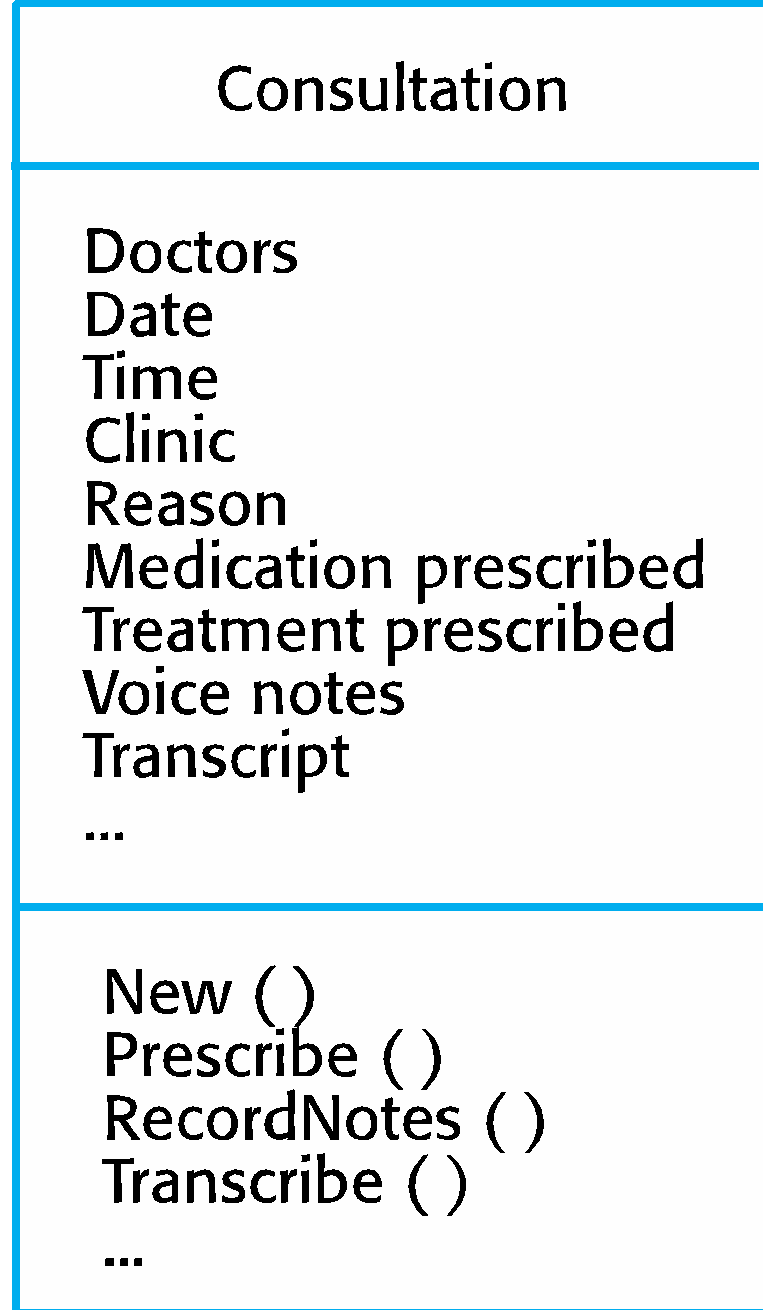 Consultation
Doctors
Date
Time
Clinic
Reason
Medication prescribed
Treatment prescribed
Voice notes
Transcript
...
New ( )
Prescribe ( )
RecordNotes ( )
Transcribe ( )
...